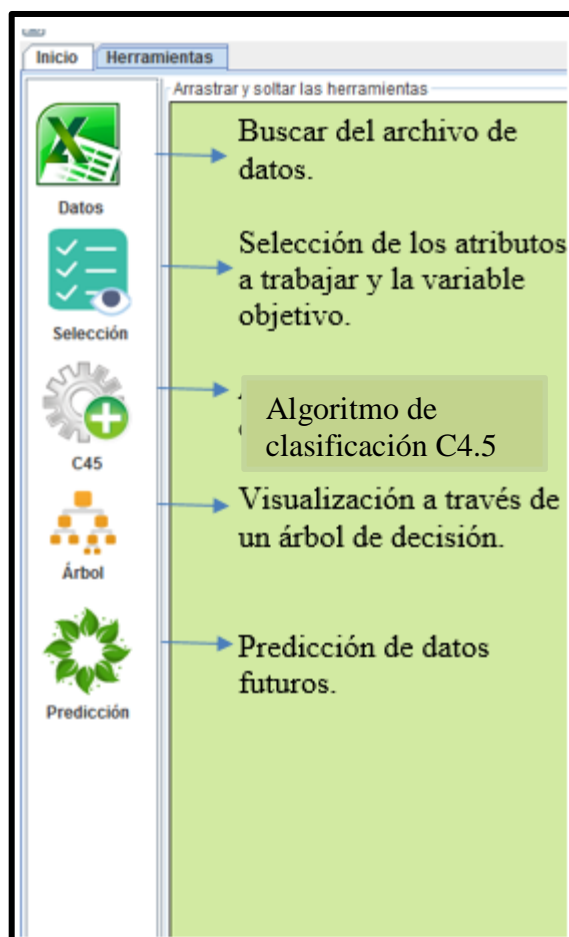 Inicio Herramientas
Arrastrar y soltar las herramientas
Datos
Buscar del archivo de
datos.
Selección
Selección de los atributos
a trabajar y la variable
objetivo.
C45
Algoritmo de
clasificación C4.5
Árbol
Visualización a través de
un árbol de decisión.
Predicción
Predicción de datos
futuros.